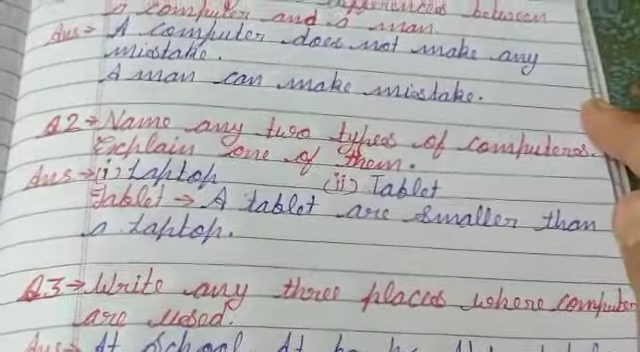 a computer and a man.
Ans → A computer does not make any
mistake.
A man can make mistake.
Q2→ Name any two types of computeres.
Explain one of them.
Ans → (i) Laptop (ii) Tablet
Tablet → A tablet are smaller than
a Laptop.
Q3→ Write any three places where computer
are used.
Ans → At School,